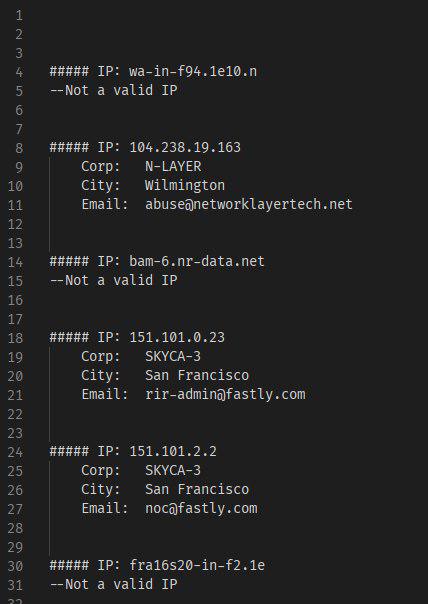 1
2
3
4 ##### IP: wa-in-f94.1e10.n
5 --Not a valid IP
6
7
8 ##### IP: 104.238.19.163
9 Corp: N-LAYER
10 City: Wilmington
11 Email: abuse@networklayertech.net
12
13
14 ##### IP: bam-6.nr-data.net
15 --Not a valid IP
16
17
18 ##### IP: 151.101.0.23
19 Corp: SKYCA-3
20 City: San Francisco
21 Email: rir-admin@fastly.com
22
23
24 ##### IP: 151.101.2.2
25 Corp: SKYCA-3
26 City: San Francisco
27 Email: noc@fastly.com
28
29
30 ##### IP: fra16s20-in-f2.1e
31 --Not a valid IP
32